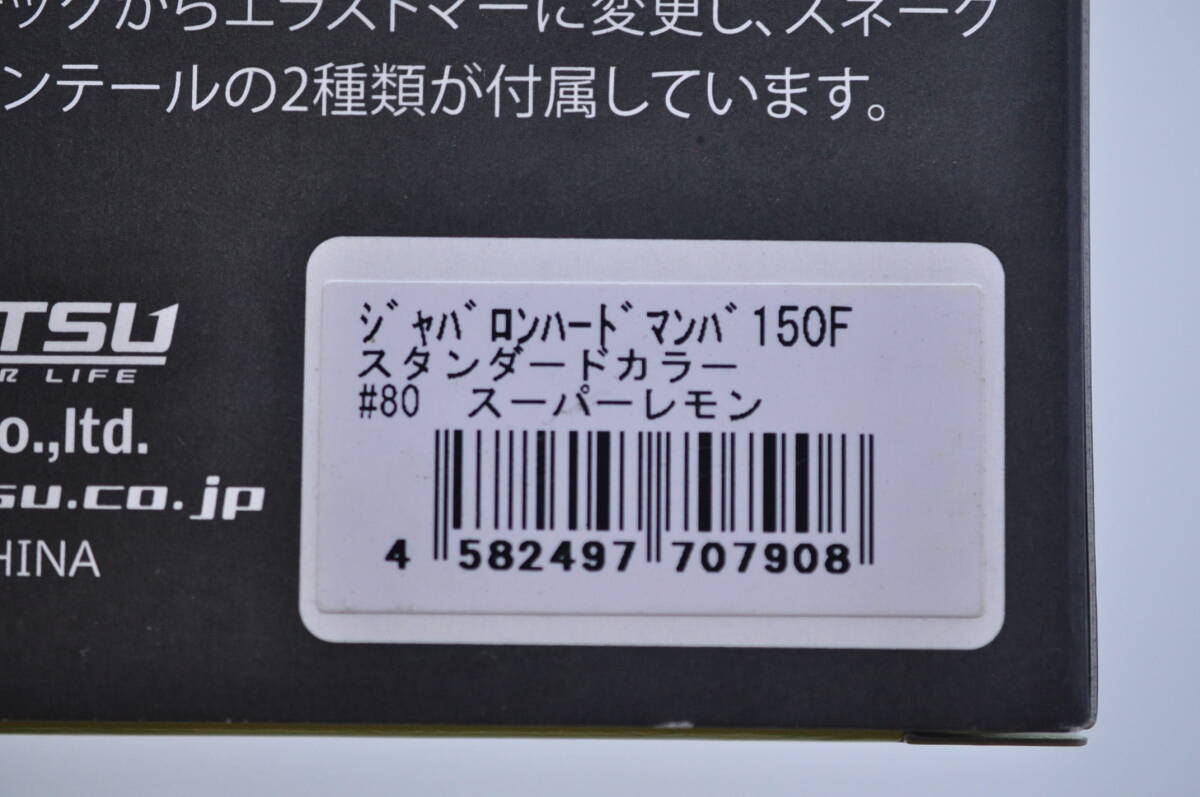 ックからエラストマーに変更し、スネーク
ンテールの2種類が付属しています。
TSU
R LIFE
o.,ltd.
su.co.jp
HINA
ｼﾞｬﾊﾞﾛﾝﾊｰﾄﾞﾏﾝﾊﾞ150F
スタンダードカラー
#80　スーパーレモン
4 582497 707908